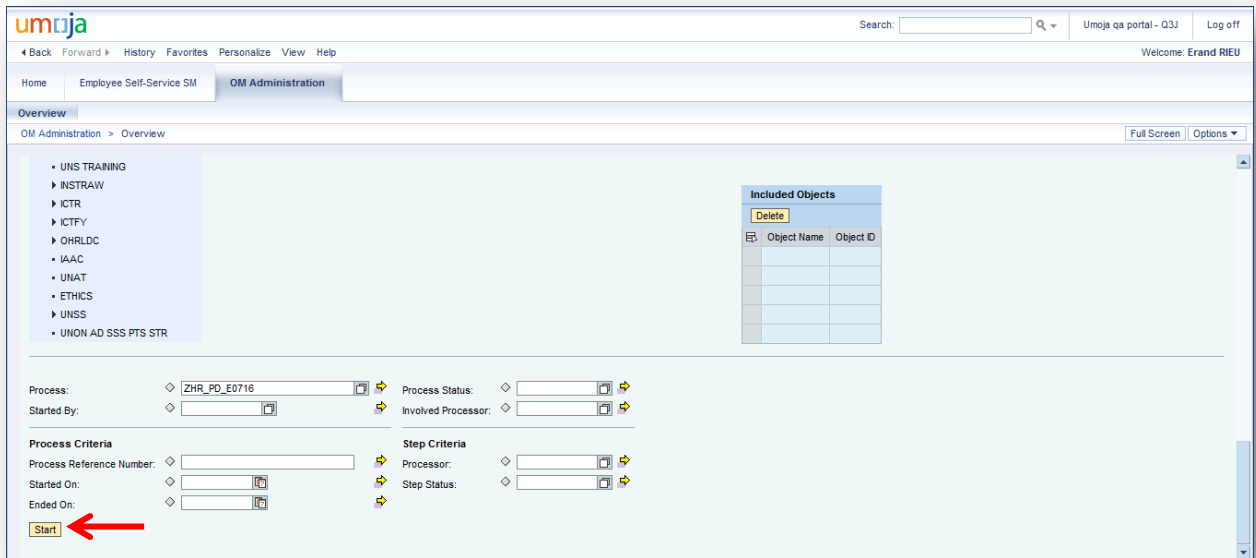 umoja
Search:
Umoja qa portal - Q3J
Log off
Back Forward History Favorites Personalize View Help
Welcome: Erand RIEU
Home Employee Self-Service SM OM Administration
Overview
OM Administration > Overview
Full Screen Options
UNS TRAINING
INSTRAW
ICTR
ICTFY
OHRLDC
IAAC
UNAT
ETHICS
UNSS
UNON AD SSS PTS STR
Included Objects
Delete
Object Name Object ID
Process: ZHR_PD_E0716 Process Status:
Started By: Involved Processor:
Process Criteria Step Criteria
Process Reference Number: Processor:
Started On: Step Status:
Ended On:
Start